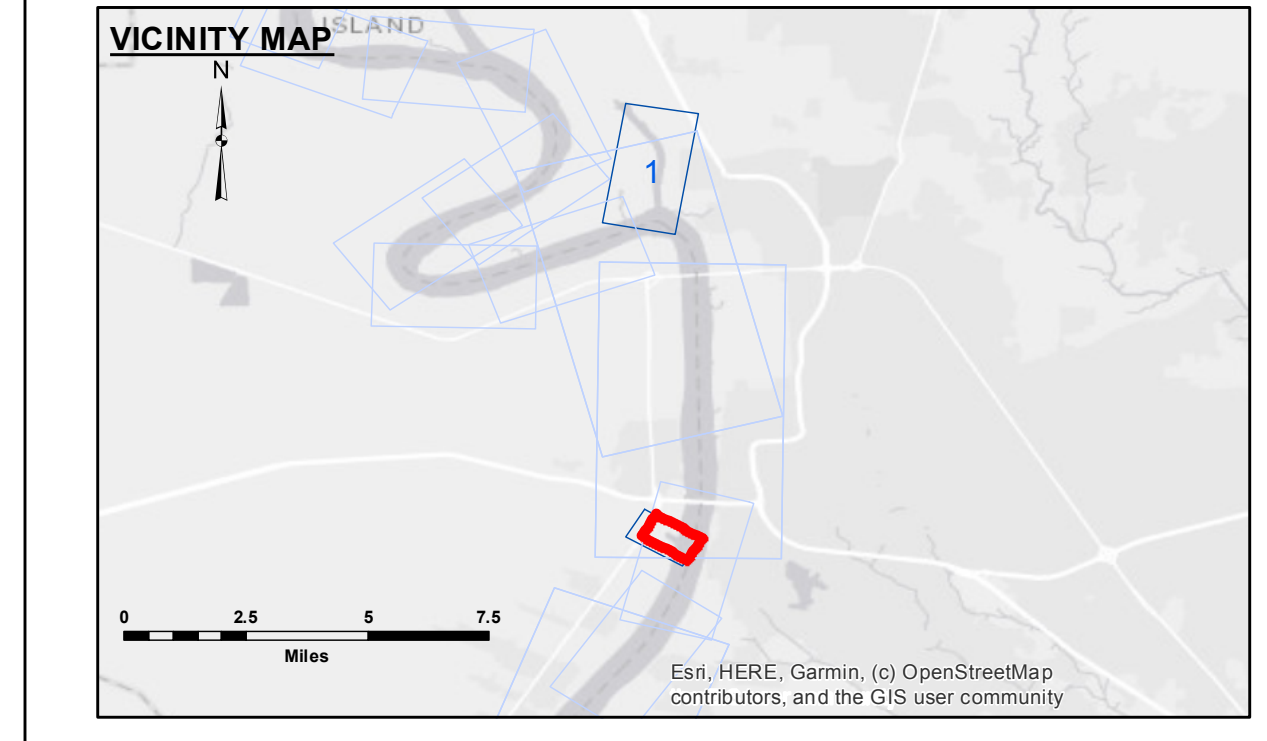 ISLAND
VICINITY MAP
N
1
0 2.5 5 7.5
Miles
Esri, HERE, Garmin, (c) OpenStreetMap
contributors, and the GIS user community